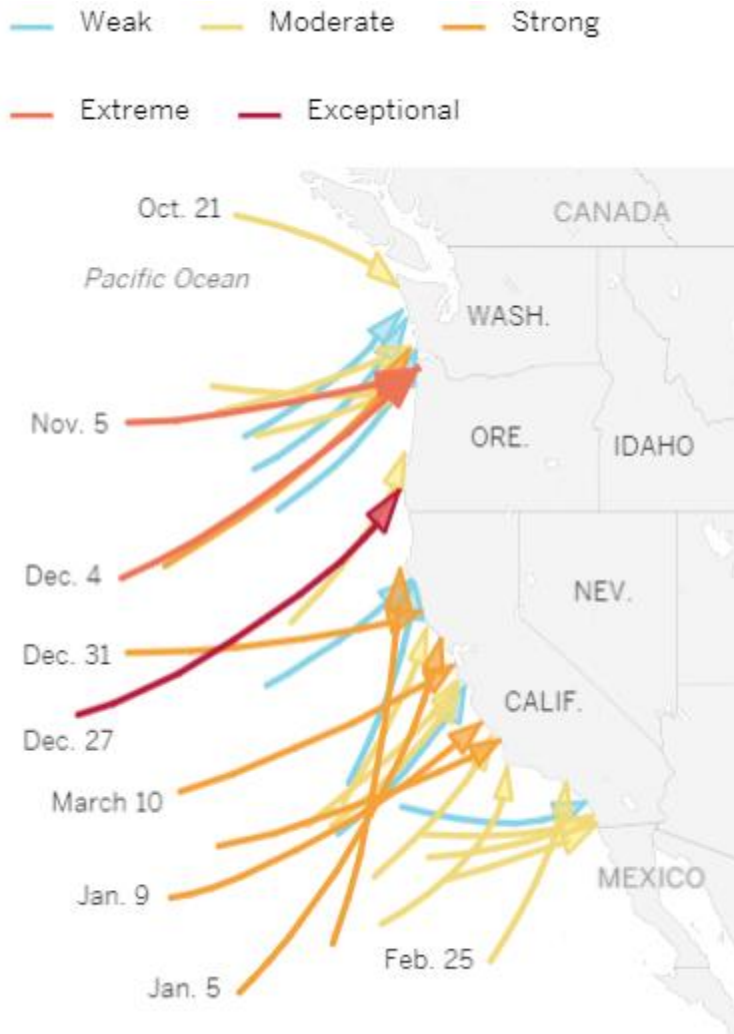 Weak Moderate Strong
Extreme Exceptional
Oct. 21
CANADA
Pacific Ocean
WASH.
Nov. 5
ORE.
IDAHO
Dec. 4
NEV.
Dec. 31
CALIF.
Dec. 27
March 10
MEXICO
Jan. 9
Feb. 25
Jan. 5